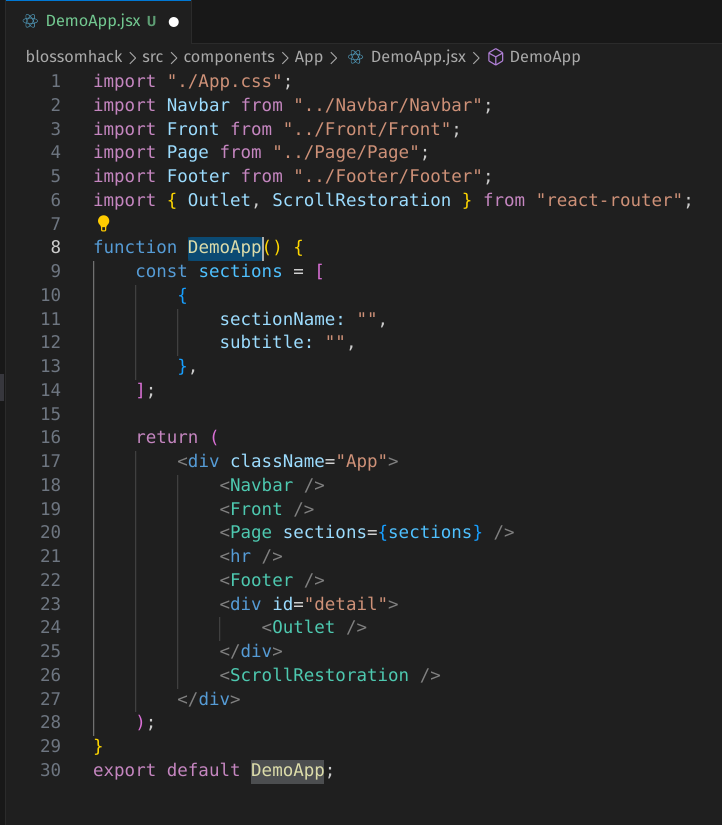 DemoApp.jsx U
blossomhack > src > components > App > DemoApp.jsx > DemoApp
1 import "./App.css";
2 import Navbar from "../Navbar/Navbar";
3 import Front from "../Front/Front";
4 import Page from "../Page/Page";
5 import Footer from "../Footer/Footer";
6 import { Outlet, ScrollRestoration } from "react-router";
7
8 function DemoApp() {
9     const sections = [
10         {
11             sectionName: "",
12             subtitle: "",
13         },
14     ];
15
16     return (
17         <div className="App">
18             <Navbar />
19             <Front />
20             <Page sections={sections} />
21             <hr />
22             <Footer />
23             <div id="detail">
24                 <Outlet />
25             </div>
26             <ScrollRestoration />
27         </div>
28     );
29 }
30 export default DemoApp;